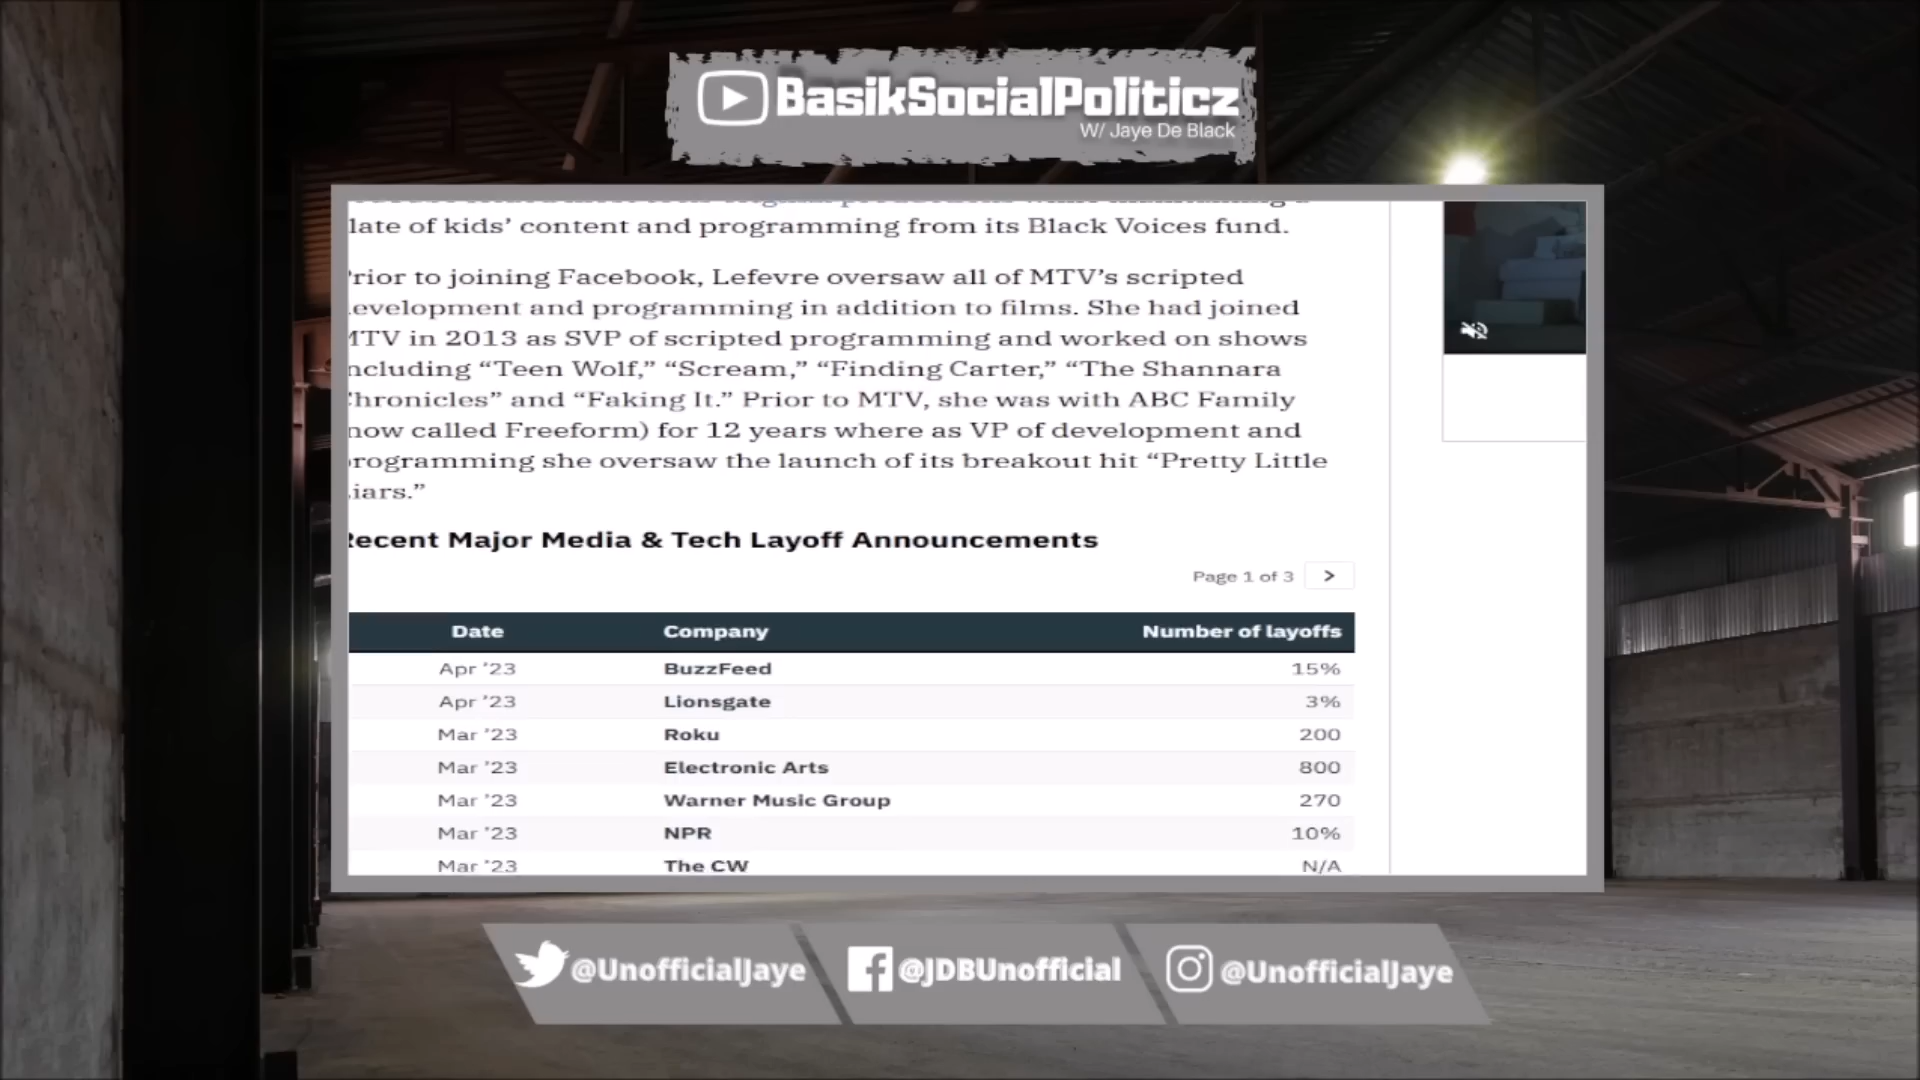 BasikSocialPoliticz
W/ Jaye De Black
late of kids’ content and programming from its Black Voices fund.
rior to joining Facebook, Lefevre oversaw all of MTV’s scripted
evelopment and programming in addition to films. She had joined
MTV in 2013 as SVP of scripted programming and worked on shows
ncluding “Teen Wolf,” “Scream,” “Finding Carter,” “The Shannara
hronicles” and “Faking It.” Prior to MTV, she was with ABC Family
now called Freeform) for 12 years where as VP of development and
rogramming she oversaw the launch of its breakout hit “Pretty Little
iars.”
Recent Major Media & Tech Layoff Announcements
Page 1 of 3 >
Date Company Number of layoffs
Apr ’23 BuzzFeed 15%
Apr ’23 Lionsgate 3%
Mar ’23 Roku 200
Mar ’23 Electronic Arts 800
Mar ’23 Warner Music Group 270
Mar ’23 NPR 10%
Mar ’23 The CW N/A
@UnofficialJaye @JDBUnofficial @UnofficialJaye